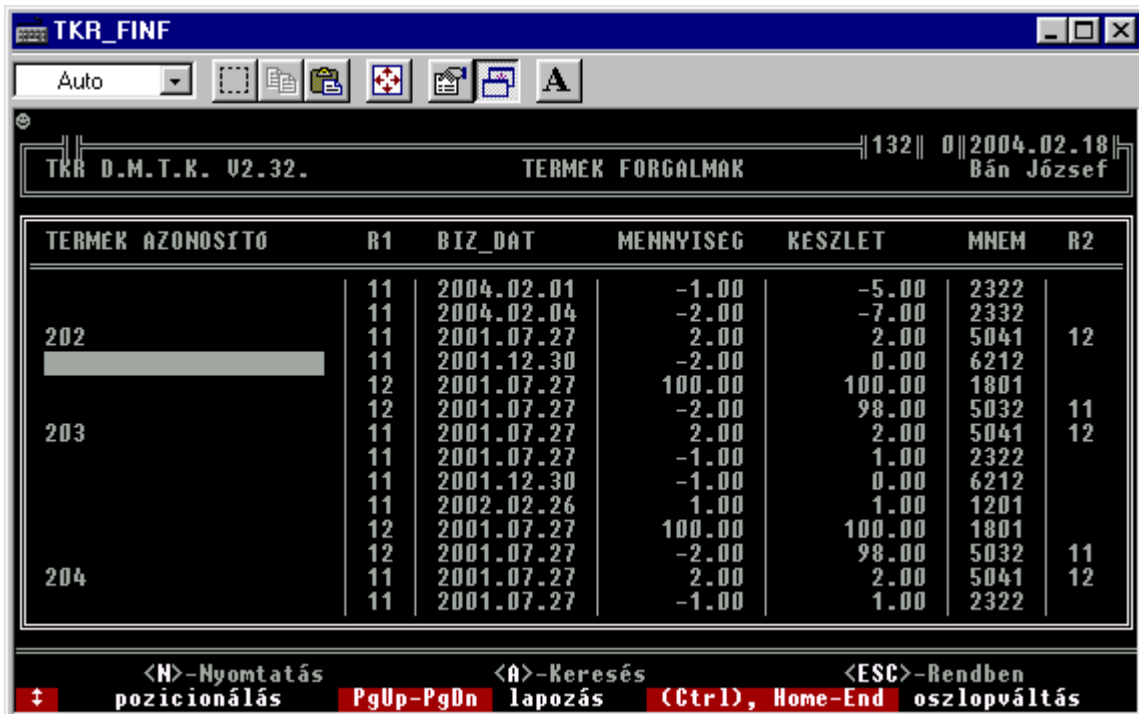 TKR_FINF
Auto
A
132 0 2004.02.18
TKR D.M.T.K. V2.32. TERMÉK FORGALMAK Bán József
TERMÉK AZONOSÍTÓ R1 BIZ_DAT MENNYISÉG KÉSZLET MNEM R2
11 2004.02.01 -1.00 -5.00 2322
11 2004.02.04 -2.00 -7.00 2332
202 11 2001.07.27 2.00 2.00 5041 12
11 2001.12.30 -2.00 0.00 6212
12 2001.07.27 100.00 100.00 1801
12 2001.07.27 -2.00 98.00 5032 11
203 11 2001.07.27 2.00 2.00 5041 12
11 2001.07.27 -1.00 1.00 2322
11 2001.12.30 -1.00 0.00 6212
11 2002.02.26 1.00 1.00 1201
12 2001.07.27 100.00 100.00 1801
12 2001.07.27 -2.00 98.00 5032 11
204 11 2001.07.27 2.00 2.00 5041 12
11 2001.07.27 -1.00 1.00 2322
<N>-Nyomtatás <A>-Keresés <ESC>-Rendben
↕ pozicionálás PgUp-PgDn lapozás (Ctrl), Home-End oszlopváltás